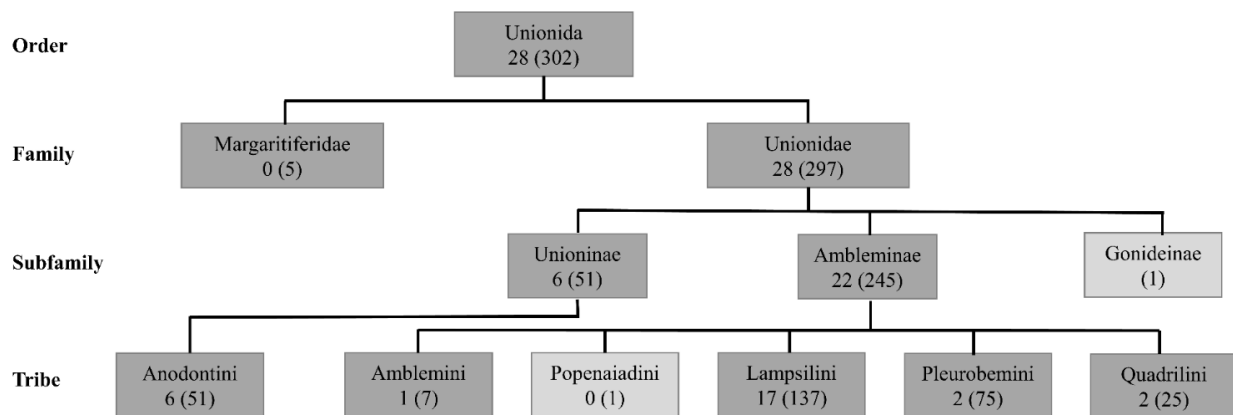 Order
Unionida
28 (302)
Family
Margaritiferidae
0 (5)
Unionidae
28 (297)
Subfamily
Unioninae
6 (51)
Ambleminae
22 (245)
Gonideinae
(1)
Tribe
Anodontini
6 (51)
Amblemini
1 (7)
Popenaiadini
0 (1)
Lampsilini
17 (137)
Pleurobemini
2 (75)
Quadrilini
2 (25)